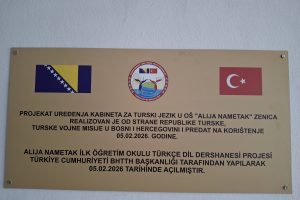 PROJEKAT UREĐENJA KABINETA ZA TURSKI JEZIK U OŠ "ALIJA NAMETAK" ZENICA
REALIZOVAN JE OD STRANE REPUBLIKE TURSKE,
TURSKE VOJNE MISIJE U BOSNI I HERCEGOVINI I PREDAT NA KORIŠTENJE
05.02.2026. GODINE.
ALIJA NAMETAK İLK ÖĞRETİM OKULU TÜRKÇE DİL DERSHANESİ PROJESİ
TÜRKİYE CUMHURİYETİ BHTTH BAŞKANLIĞI TARAFINDAN YAPILARAK
05.02.2026 TARİHİNDE AÇILMIŞTIR.